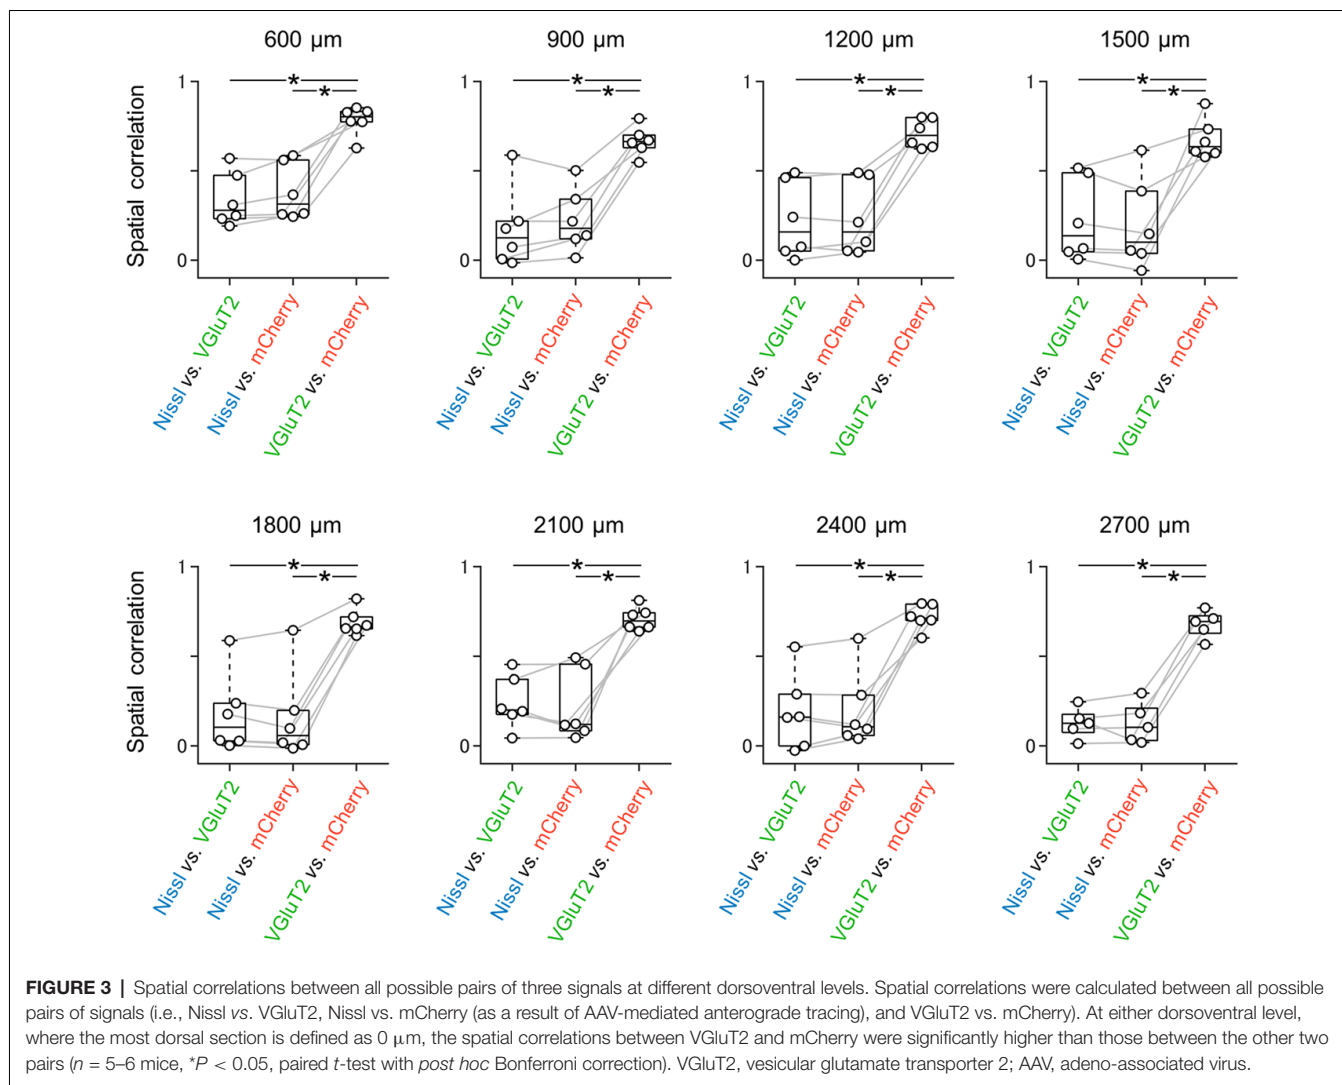 600 µm
900 µm
1200 µm
1500 µm
Spatial correlation
1
0
*
*
Nissl vs. VGluT2
Nissl vs. mCherry
VGluT2 vs. mCherry
1
0
*
*
Nissl vs. VGluT2
Nissl vs. mCherry
VGluT2 vs. mCherry
1
0
*
*
Nissl vs. VGluT2
Nissl vs. mCherry
VGluT2 vs. mCherry
1
0
*
*
Nissl vs. VGluT2
Nissl vs. mCherry
VGluT2 vs. mCherry
1800 µm
2100 µm
2400 µm
2700 µm
Spatial correlation
1
0
*
*
Nissl vs. VGluT2
Nissl vs. mCherry
VGluT2 vs. mCherry
1
0
*
*
Nissl vs. VGluT2
Nissl vs. mCherry
VGluT2 vs. mCherry
1
0
*
*
Nissl vs. VGluT2
Nissl vs. mCherry
VGluT2 vs. mCherry
1
0
*
*
Nissl vs. VGluT2
Nissl vs. mCherry
VGluT2 vs. mCherry
FIGURE 3 | Spatial correlations between all possible pairs of three signals at different dorsoventral levels. Spatial correlations were calculated between all possible
pairs of signals (i.e., Nissl vs. VGluT2, Nissl vs. mCherry (as a result of AAV-mediated anterograde tracing), and VGluT2 vs. mCherry). At either dorsoventral level,
where the most dorsal section is defined as 0 µm, the spatial correlations between VGluT2 and mCherry were significantly higher than those between the other two
pairs (n = 5–6 mice, *P < 0.05, paired t-test with post hoc Bonferroni correction). VGluT2, vesicular glutamate transporter 2; AAV, adeno-associated virus.